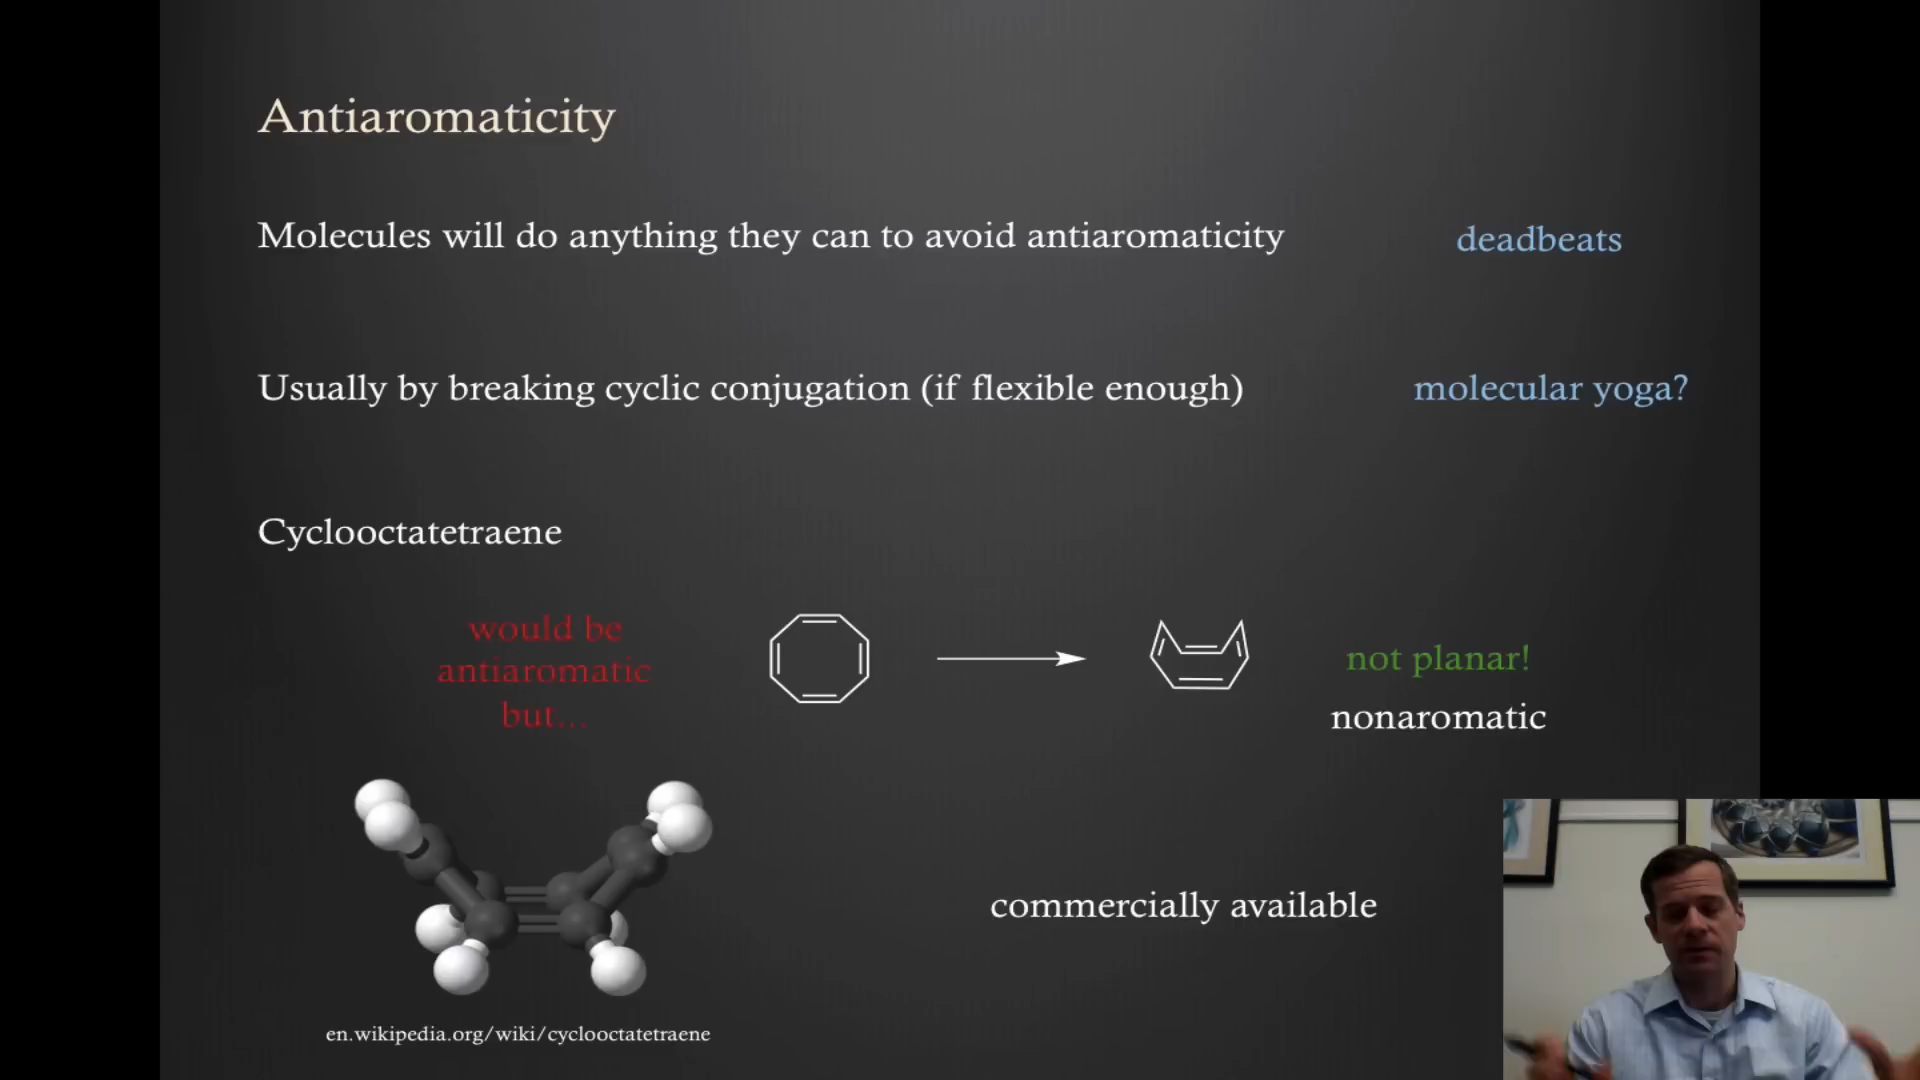 Antiaromaticity
Molecules will do anything they can to avoid antiaromaticity
deadbeats
Usually by breaking cyclic conjugation (if flexible enough)
molecular yoga?
Cyclooctatetraene
would be
antiaromatic
but...
not planar!
nonaromatic
commercially available
en.wikipedia.org/wiki/cyclooctatetraene